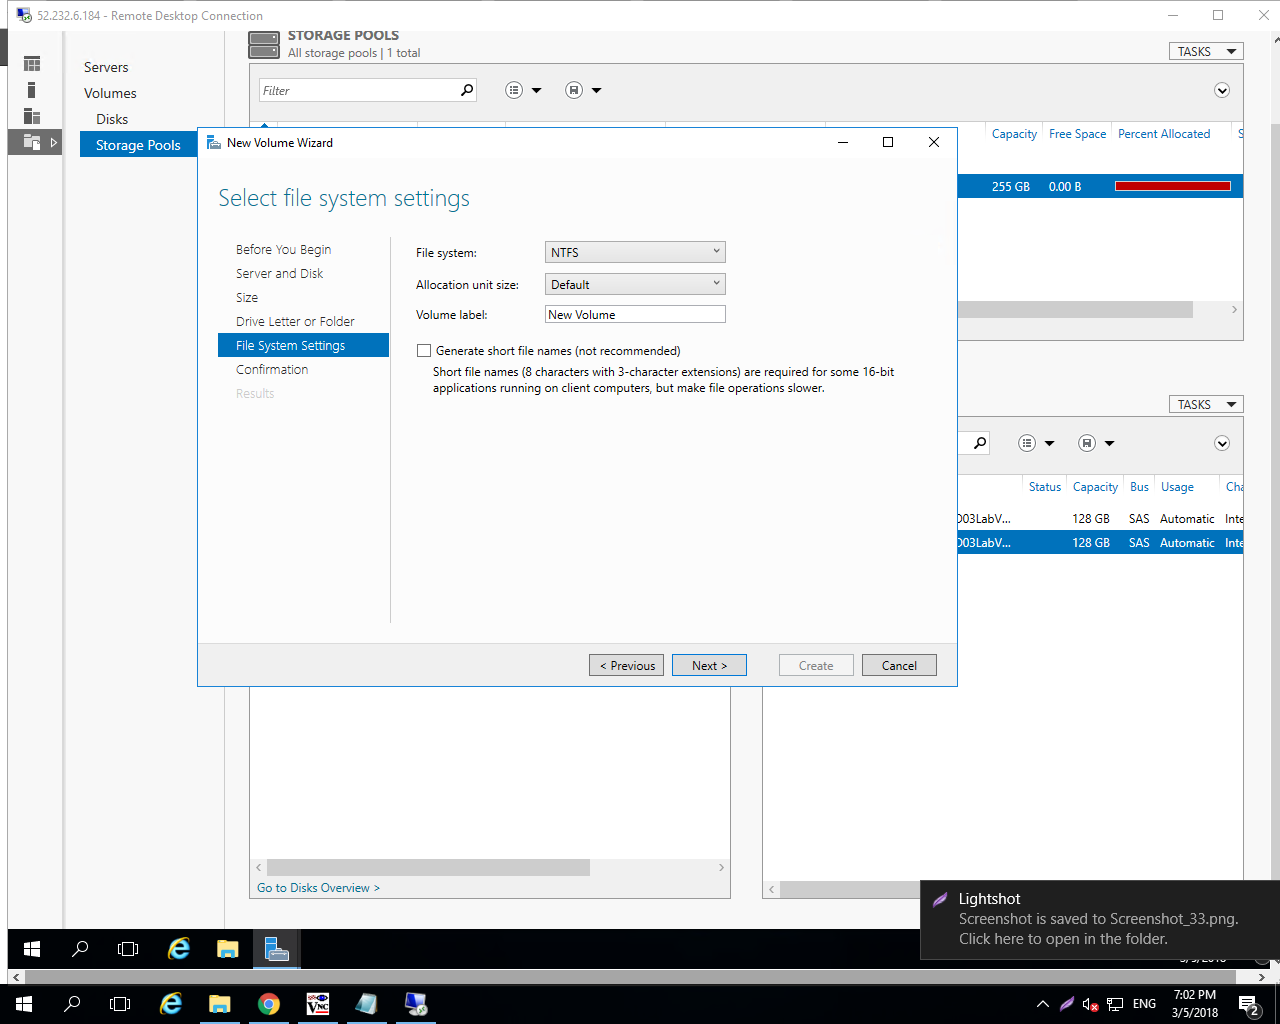 52.232.6.184 - Remote Desktop Connection
STORAGE POOLS
All storage pools | 1 total
TASKS
Servers
Volumes
Disks
Storage Pools
Filter
Capacity
Free Space
Percent Allocated
S
255 GB
0.00 B
New Volume Wizard
Select file system settings
Before You Begin
Server and Disk
Size
Drive Letter or Folder
File System Settings
Confirmation
Results
File system:
NTFS
Allocation unit size:
Default
Volume label:
New Volume
Generate short file names (not recommended)
Short file names (8 characters with 3-character extensions) are required for some 16-bit
applications running on client computers, but make file operations slower.
< Previous
Next >
Create
Cancel
TASKS
Status
Capacity
Bus
Usage
Cha
D03LabV...
128 GB
SAS
Automatic
Inte
D03LabV...
128 GB
SAS
Automatic
Inte
Go to Disks Overview >
Lightshot
Screenshot is saved to Screenshot_33.png.
Click here to open in the folder.
VNC
ENG
7:02 PM
3/5/2018
2